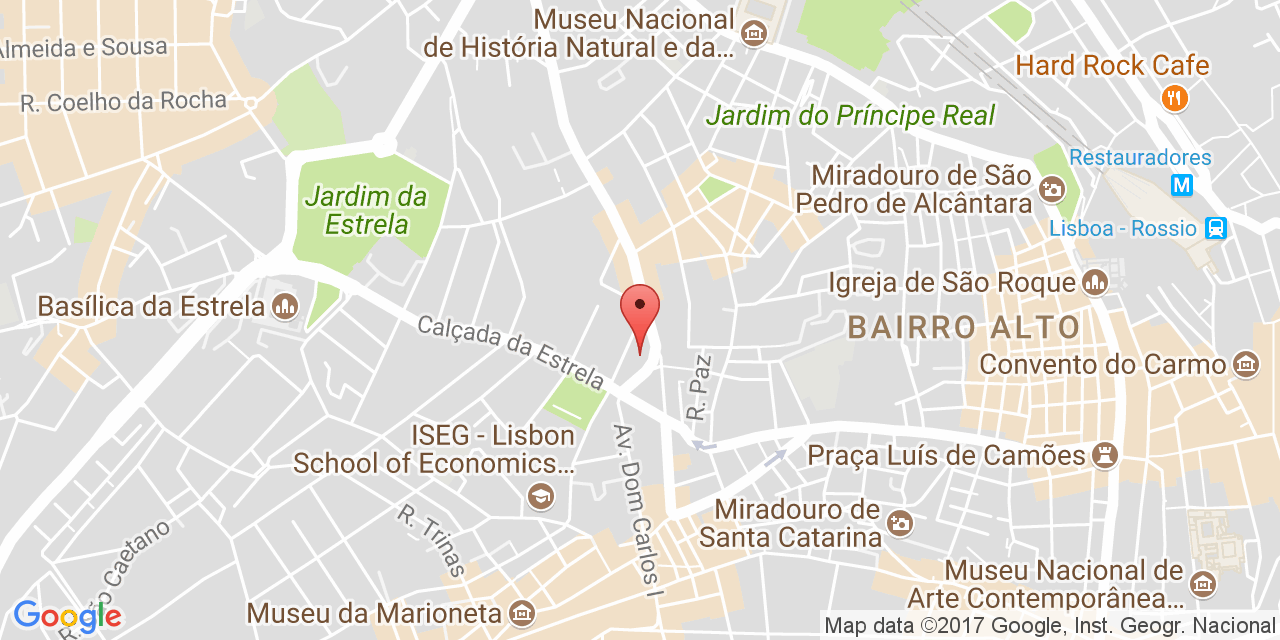 Museu Nacional
de História Natural e da...
Almeida e Sousa
R. Coelho da Rocha
Hard Rock Cafe
Jardim do Príncipe Real
Restauradores
M
Miradouro de São
Pedro de Alcântara
Jardim da
Estrela
Lisboa - Rossio
Igreja de São Roque
Basílica da Estrela
BAIRRO ALTO
Calçada da Estrela
Convento do Carmo
R. Paz
ISEG - Lisbon
School of Economics...
Av. Dom Carlos I
Praça Luís de Camões
R. Trinas
Miradouro de
Santa Catarina
Museu Nacional de
Arte Contemporânea...
Museu da Marioneta
Caetano
Google
Map data ©2017 Google, Inst. Geogr. Nacional